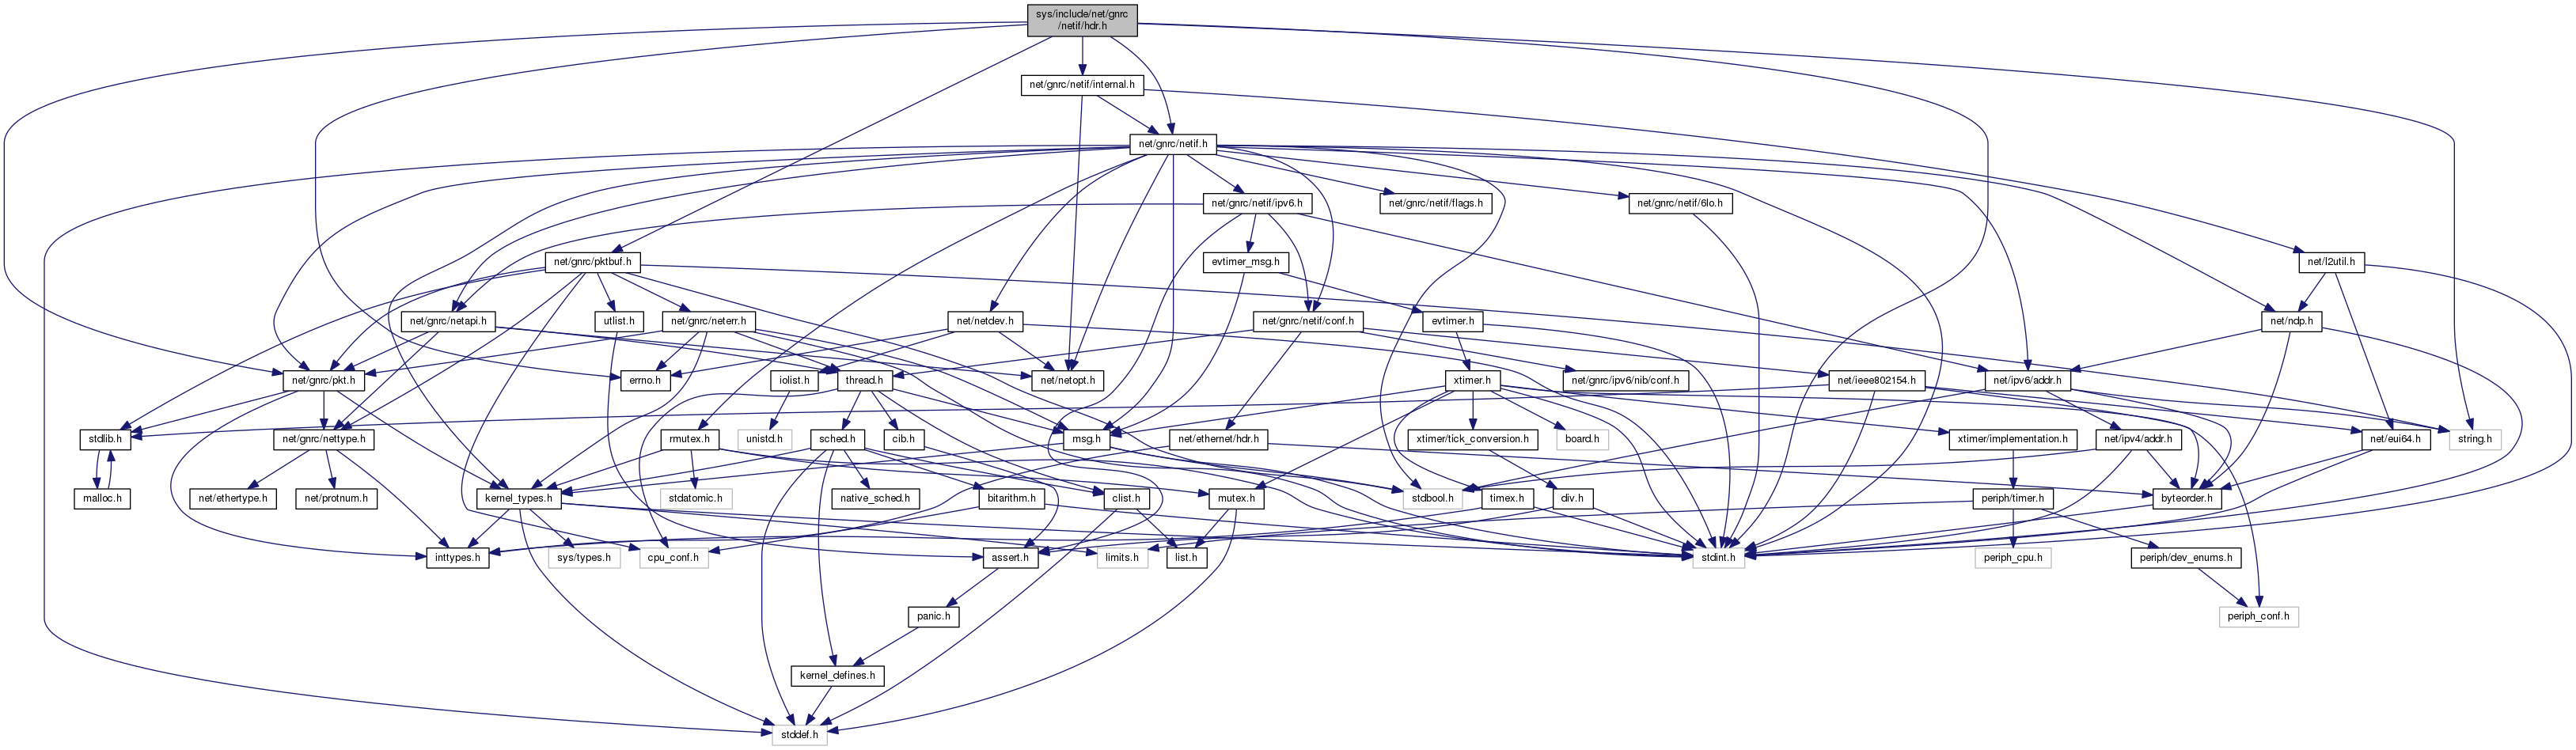 sys/include/net/gnrc
/netif/hdr.h
net/gnrc/netif/internal.h
net/gnrc/netif.h
net/gnrc/netif/ipv6.h
net/gnrc/netif/flags.h
net/gnrc/netif/6lo.h
net/gnrc/pktbuf.h
evtimer_msg.h
net/l2util.h
net/gnrc/netapi.h
utlist.h
net/gnrc/neterr.h
net/netdev.h
net/gnrc/netif/conf.h
evtimer.h
net/ndp.h
net/gnrc/pkt.h
errno.h
iolist.h
thread.h
net/netopt.h
xtimer.h
net/gnrc/ipv6/nib/conf.h
net/ieee802154.h
net/ipv6/addr.h
stdlib.h
net/gnrc/nettype.h
rmutex.h
unistd.h
sched.h
cib.h
msg.h
net/ethernet/hdr.h
xtimer/tick_conversion.h
board.h
xtimer/implementation.h
net/ipv4/addr.h
net/eui64.h
string.h
malloc.h
net/ethertype.h
net/protnum.h
kernel_types.h
stdatomic.h
native_sched.h
bitarithm.h
clist.h
mutex.h
stdbool.h
timex.h
div.h
periph/timer.h
byteorder.h
inttypes.h
sys/types.h
cpu_conf.h
assert.h
limits.h
list.h
stdint.h
periph_cpu.h
periph/dev_enums.h
panic.h
periph_conf.h
kernel_defines.h
stddef.h